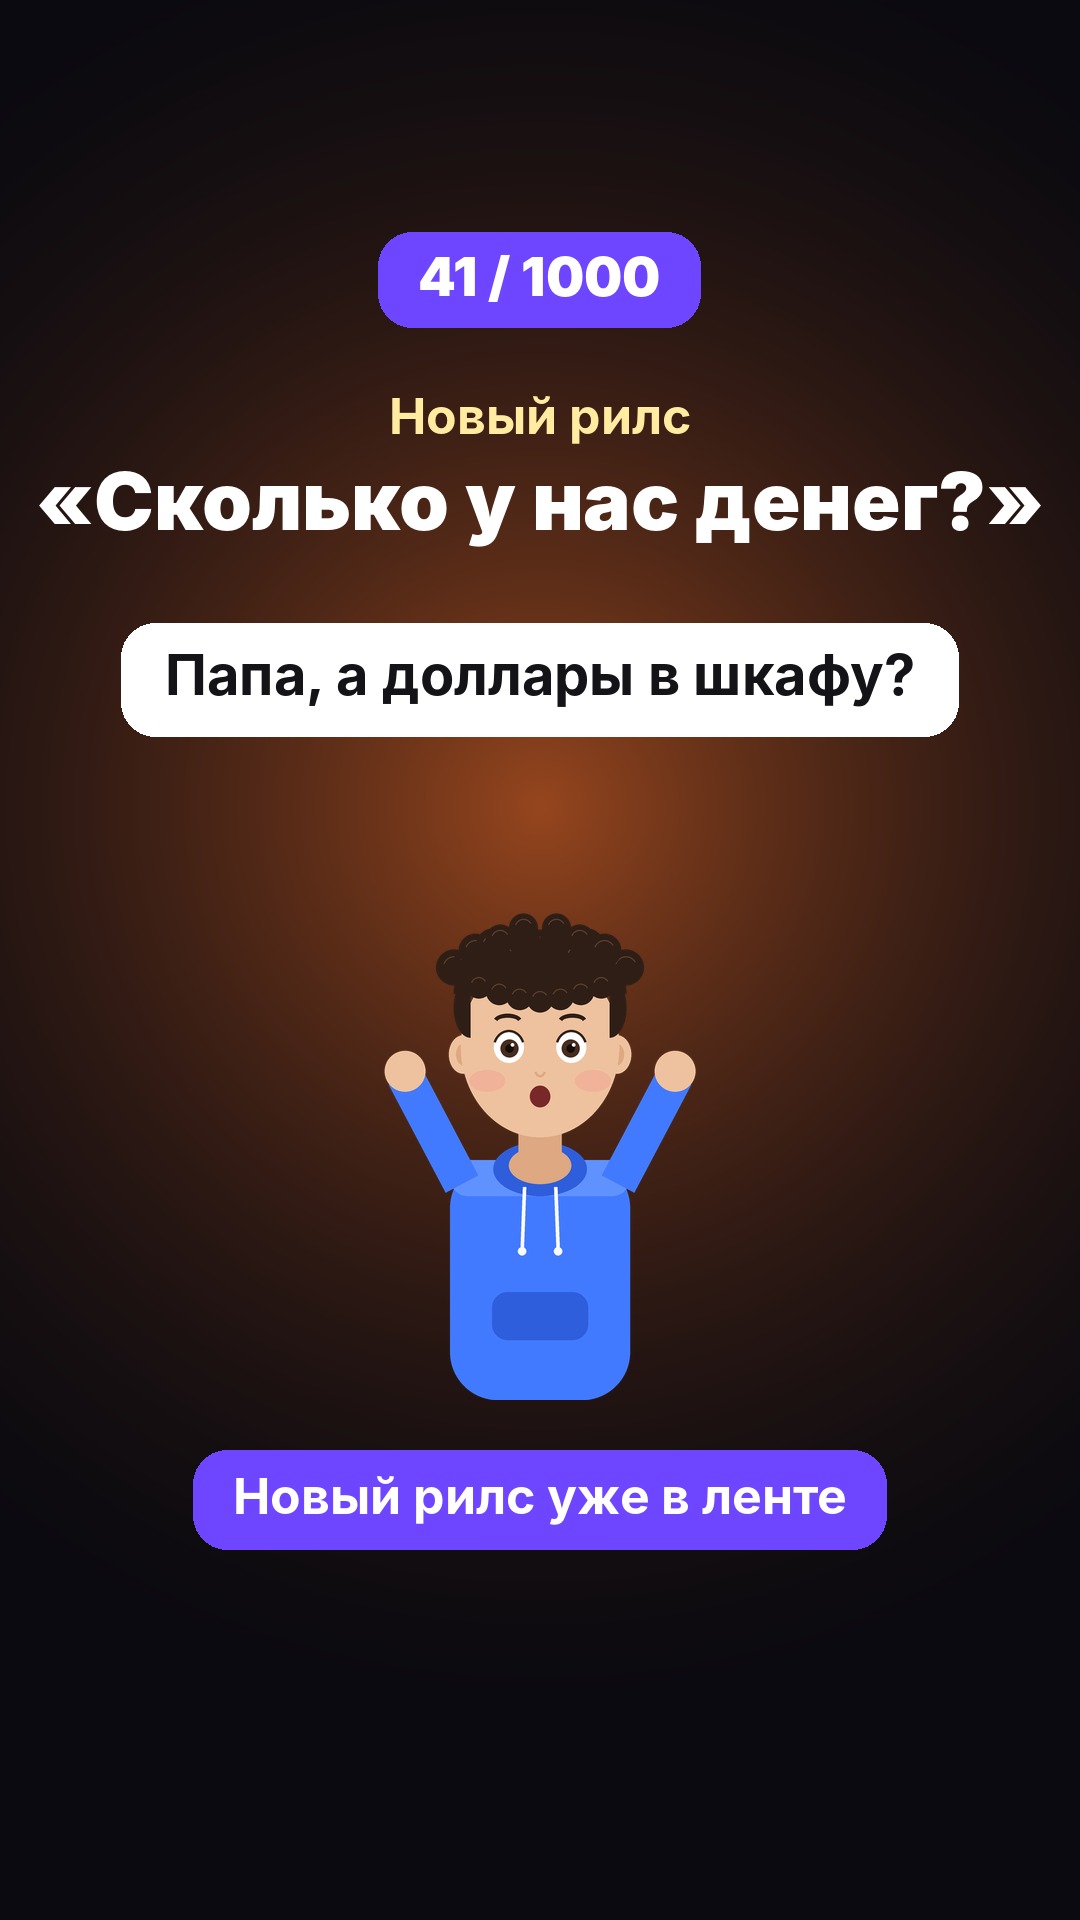 41 / 1000
Новый рилс
«Сколько у нас денег?»
Папа, а доллары в шкафу?
Новый рилс уже в ленте